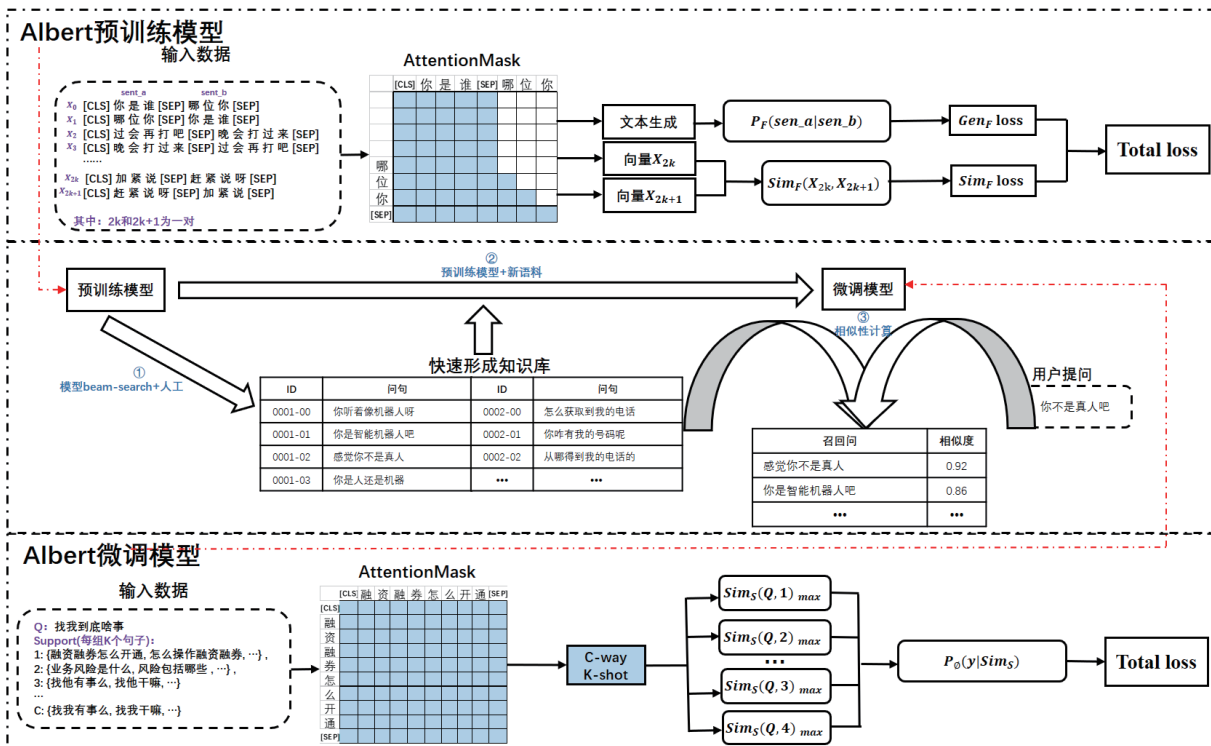 Albert预训练模型
输入数据
sent_a sent_b
X0 [CLS] 你 是 谁 [SEP] 哪 位 你 [SEP]
X1 [CLS] 哪 位 你 [SEP] 你 是 谁 [SEP]
X2 [CLS] 过 会 再 打 吧 [SEP] 晚 会 打 过 来 [SEP]
X3 [CLS] 晚 会 打 过 来 [SEP] 过 会 再 打 吧 [SEP]
......
X2k [CLS] 加 紧 说 [SEP] 赶 紧 说 呀 [SEP]
X2k+1 [CLS] 赶 紧 说 呀 [SEP] 加 紧 说 [SEP]
其中：2k和2k+1为一对
AttentionMask
[CLS] 你 是 谁 [SEP] 哪 位 你
哪
位
你
[SEP]
文本生成
向量X2k
向量X2k+1
PF(sen_a|sen_b)
SimF(X2k, X2k+1)
GenF loss
SimF loss
Total loss
预训练模型
②
预训练模型+新语料
微调模型
③
相似性计算
①
模型beam-search+人工
快速形成知识库
ID 问句 ID 问句
0001-00 你听着像机器人呀 0002-00 怎么获取到我的电话
0001-01 你是智能机器人吧 0002-01 你咋有我的号码呢
0001-02 感觉你不是真人 0002-02 从哪得到我的电话的
0001-03 你是人还是机器 ••• •••
用户提问
你不是真人吧
召回问 相似度
感觉你不是真人 0.92
你是智能机器人吧 0.86
••• •••
Albert微调模型
输入数据
Q：找我到底啥事
Support(每组K个句子)：
1: {融资融券怎么开通, 怎么操作融资融券, …} ,
2: {业务风险是什么, 风险包括哪些 , …} ,
3: {找他有事么, 找他干嘛, …}
…
C: {找我有事么, 找我干嘛, …}
AttentionMask
[CLS] 融 资 融 券 怎 么 开 通 [SEP]
[CLS]
融
资
融
券
怎
么
开
通
[SEP]
C-way
K-shot
SimS(Q, 1) max
SimS(Q, 2) max
•••
SimS(Q, 3) max
SimS(Q, 4) max
P∅(y|SimS)
Total loss